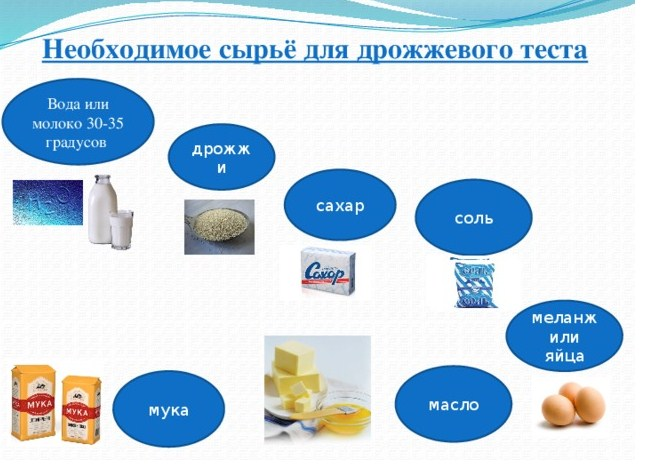 Необходимое сырьё для дрожжевого теста
Вода или
молоко 30-35
градусов
дрожж
и
сахар
соль
Сахар
меланж
или
яйца
МУКА
МУКА
мука
масло